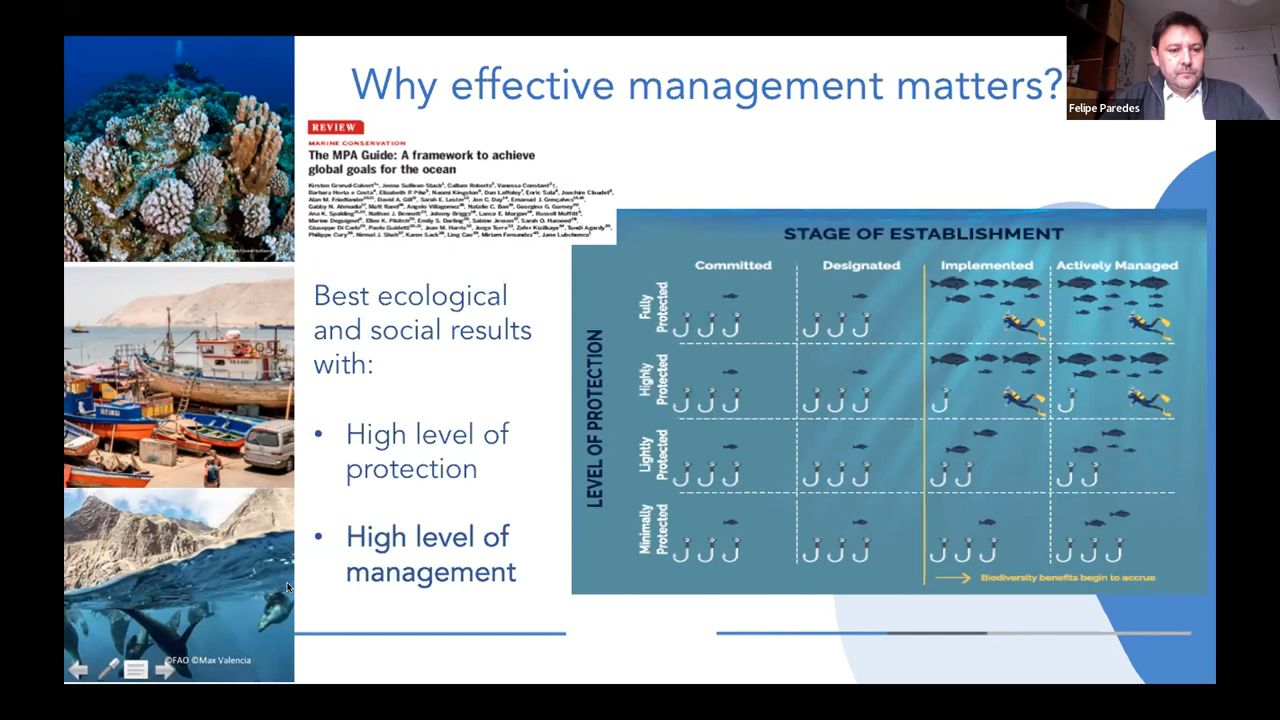 Why effective management matters?
Felipe Paredes
REVIEW
MARINE CONSERVATION
The MPA Guide: A framework to achieve
global goals for the ocean
Best ecological
and social results
with:
• High level of
protection
• High level of
management
STAGE OF ESTABLISHMENT
Committed
Designated
Implemented
Actively Managed
LEVEL OF PROTECTION
Fully
Protected
Highly
Protected
Lightly
Protected
Minimally
Protected
Biodiversity benefits begin to accrue
©FAO ©Max Valencia